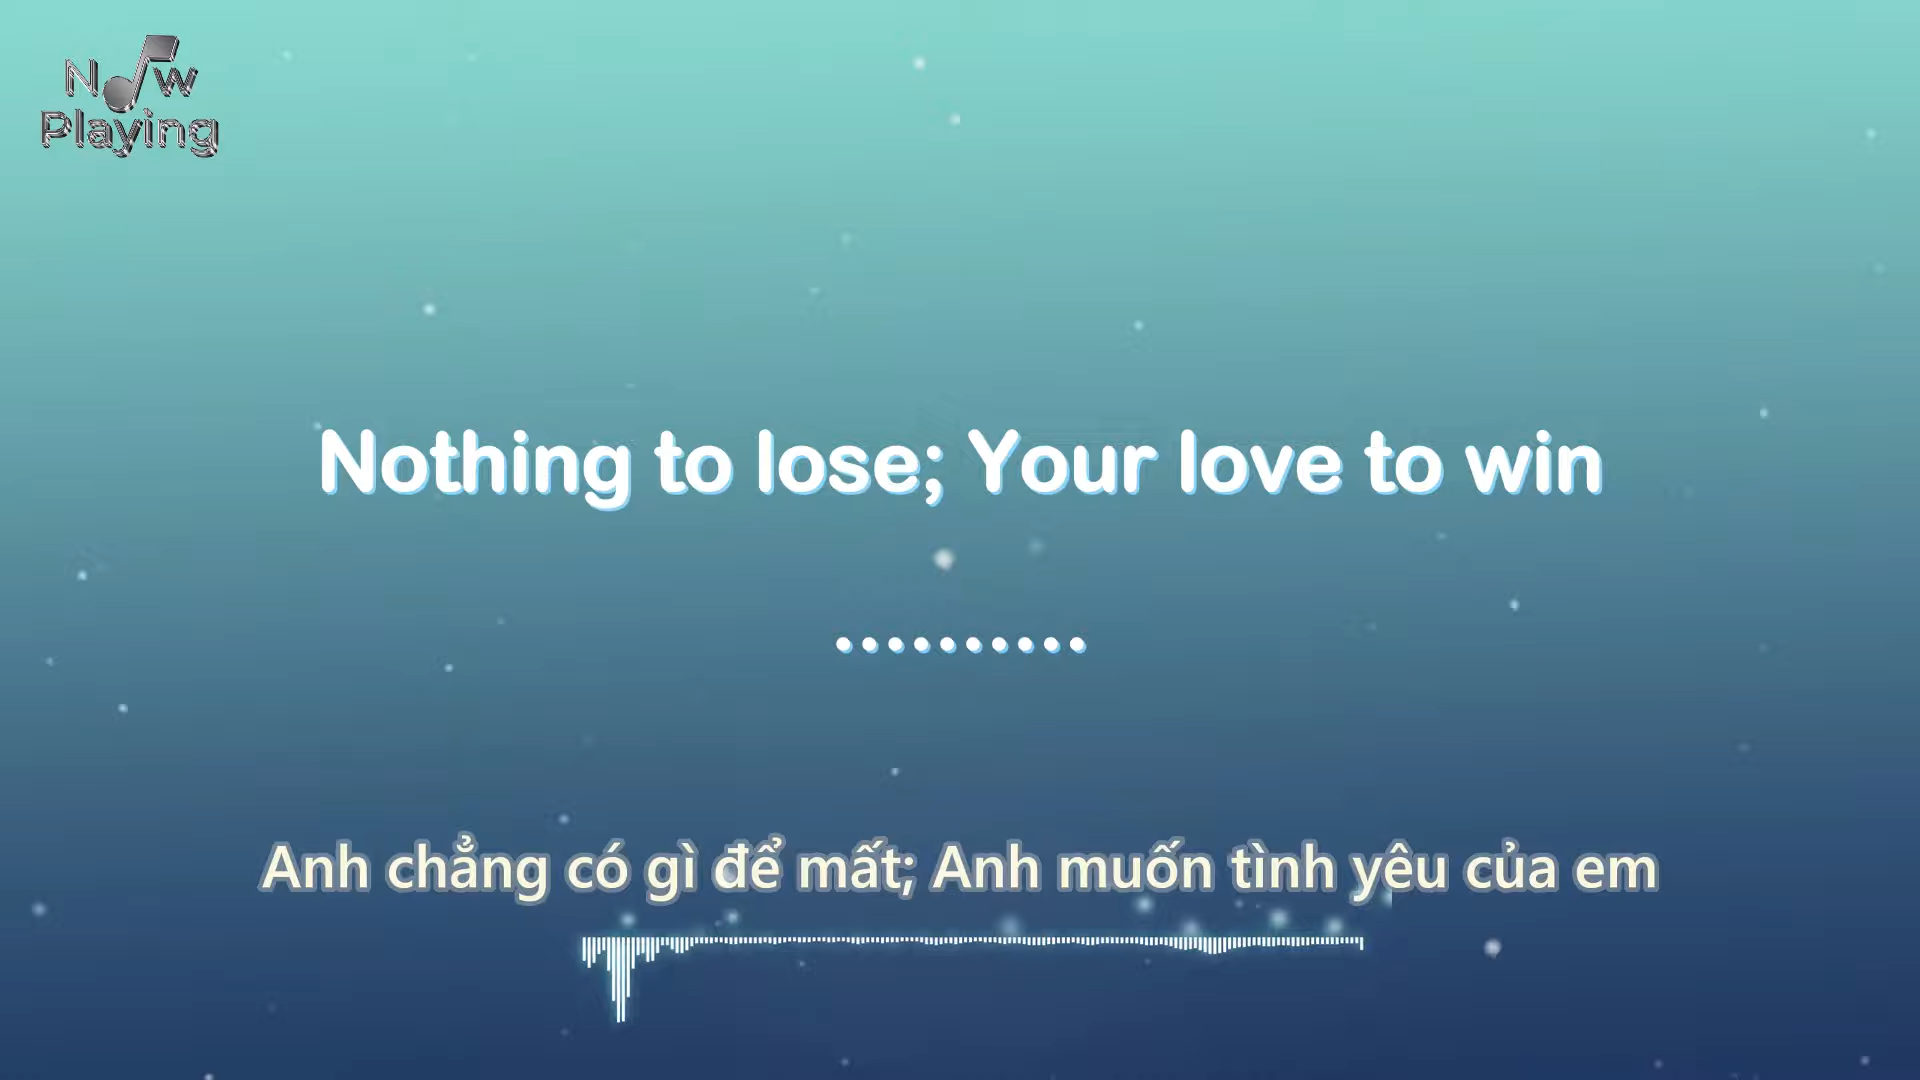 Now
Playing
Nothing to lose; Your love to win
..........
Anh chẳng có gì để mất; Anh muốn tình yêu của em